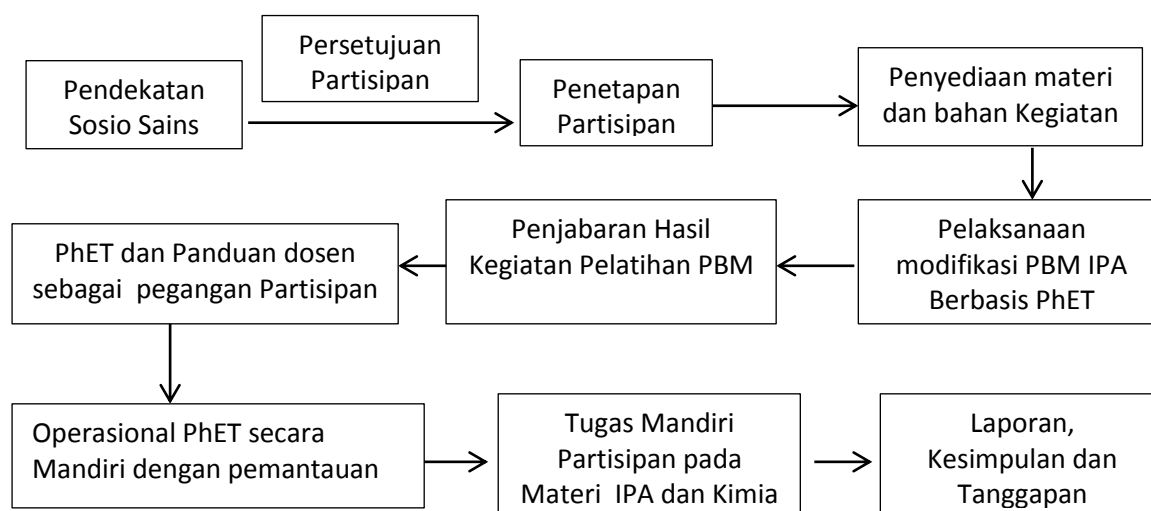 Pendekatan
Sosio Sains
Persetujuan
Partisipan
Penetapan
Partisipan
Penyediaan materi
dan bahan Kegiatan
Pelaksanaan
modifikasi PBM IPA
Berbasis PhET
Penjabaran Hasil
Kegiatan Pelatihan PBM
PhET dan Panduan dosen
sebagai pegangan Partisipan
Operasional PhET secara
Mandiri dengan pemantauan
Tugas Mandiri
Partisipan pada
Materi IPA dan Kimia
Laporan,
Kesimpulan dan
Tanggapan